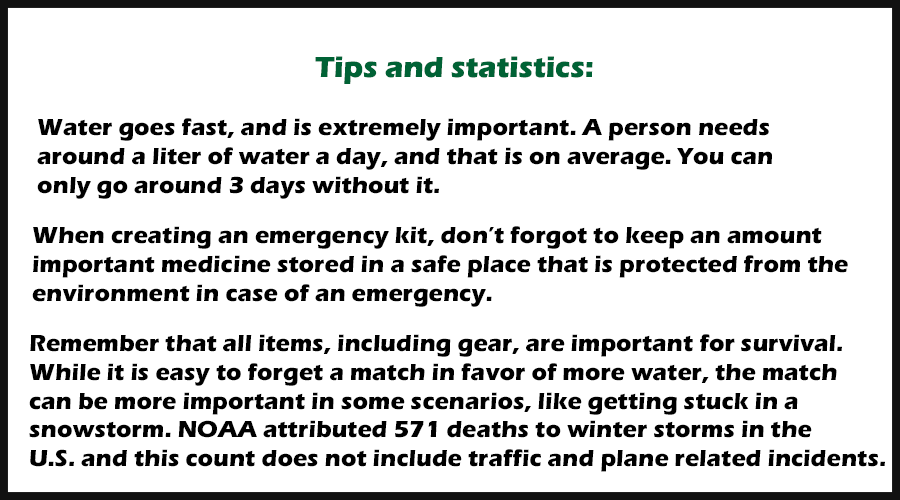 Tips and statistics:
Water goes fast, and is extremely important. A person needs
around a liter of water a day, and that is on average. You can
only go around 3 days without it.
When creating an emergency kit, don't forgot to keep an amount
important medicine stored in a safe place that is protected from the
environment in case of an emergency.
Remember that all items, including gear, are important for survival.
While it is easy to forget a match in favor of more water, the match
can be more important in some scenarios, like getting stuck in a
snowstorm. NOAA attributed 571 deaths to winter storms in the
U.S. and this count does not include traffic and plane related incidents.